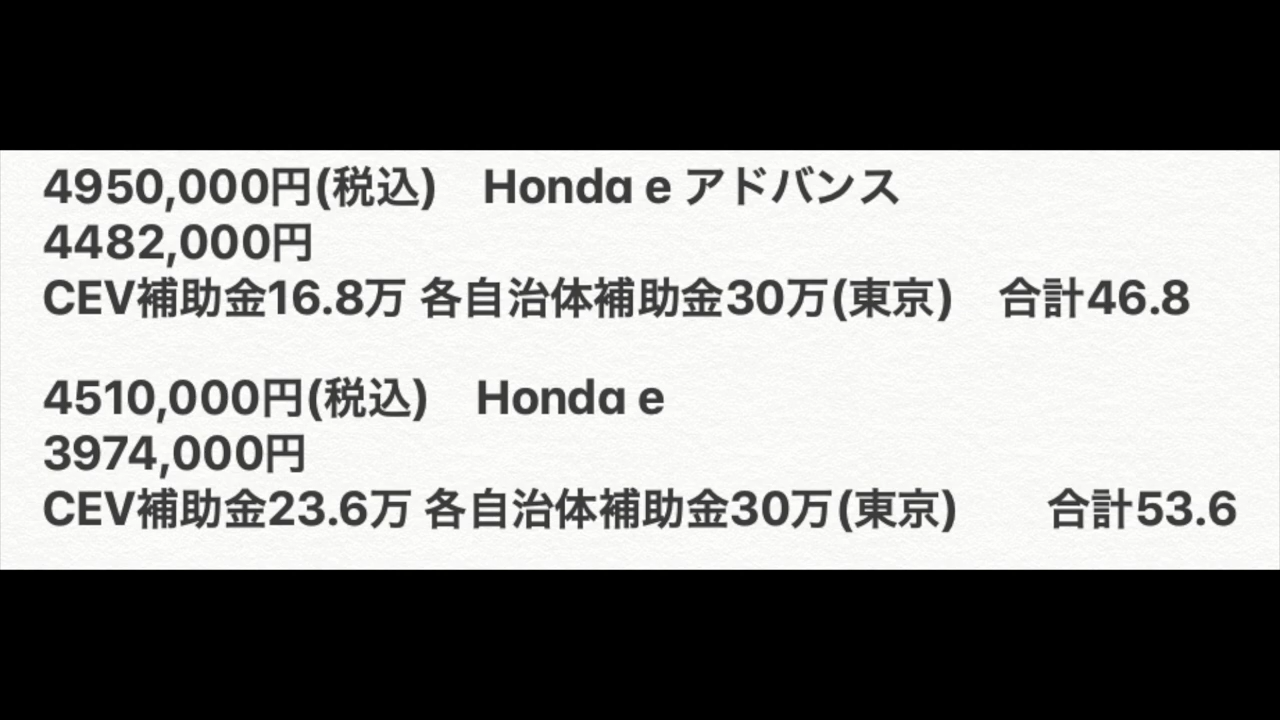 4950,000円(税込)　Honda e アドバンス
4482,000円
CEV補助金16.8万 各自治体補助金30万(東京)　合計46.8
4510,000円(税込)　Honda e
3974,000円
CEV補助金23.6万 各自治体補助金30万(東京)　　合計53.6